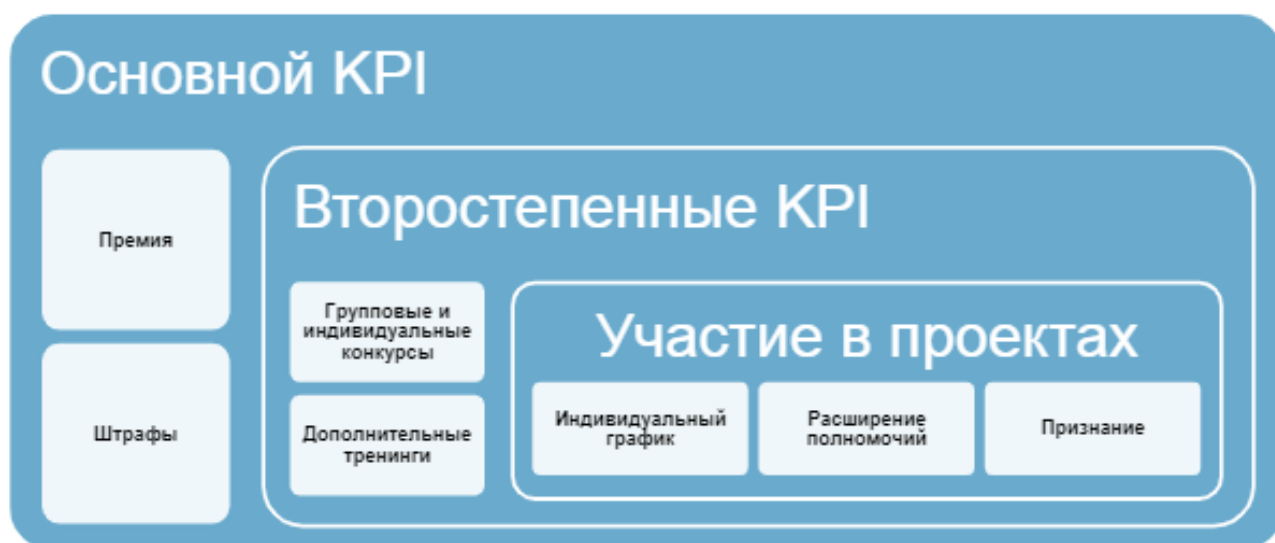 Основной KPI
Премия
Штрафы
Второстепенные KPI
Групповые и
индивидуальные
конкурсы
Дополнительные
тренинги
Участие в проектах
Индивидуальный
график
Расширение
полномочий
Признание